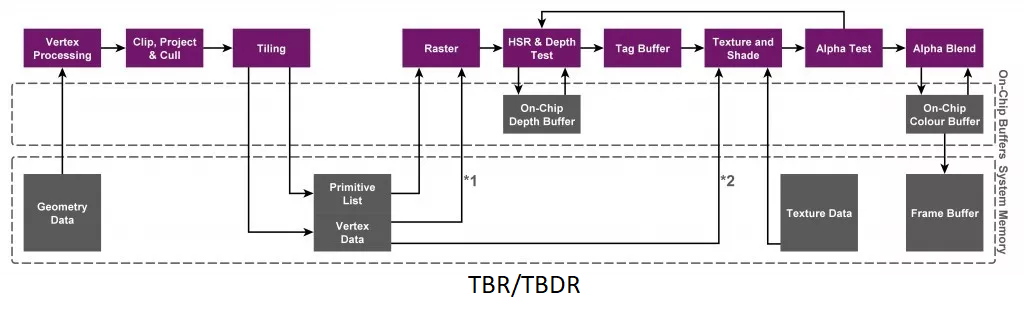 Vertex
Processing
Clip, Project
& Cull
Tiling
Raster
HSR & Depth
Test
Tag Buffer
Texture and
Shade
Alpha Test
Alpha Blend
On-Chip
Depth Buffer
On-Chip
Colour Buffer
On-Chip Buffers
Geometry
Data
Primitive
List
Vertex
Data
*1
*2
Texture Data
Frame Buffer
System Memory
TBR/TBDR